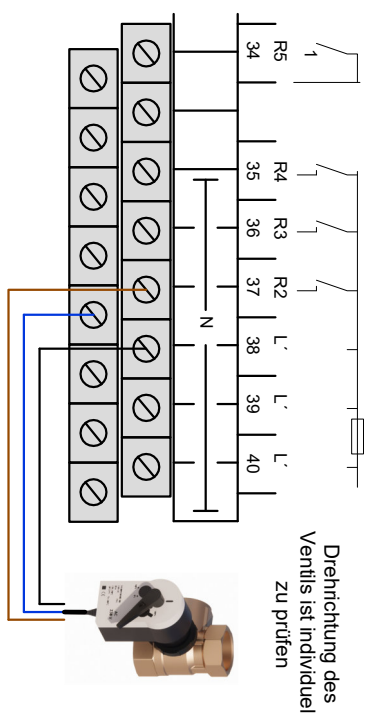 34 R5 1
35 R4
36 R3
37 R2
38 L´
39 L´
40 L´
N
Drehrichtung des
Ventils ist individuel
zu prüfen